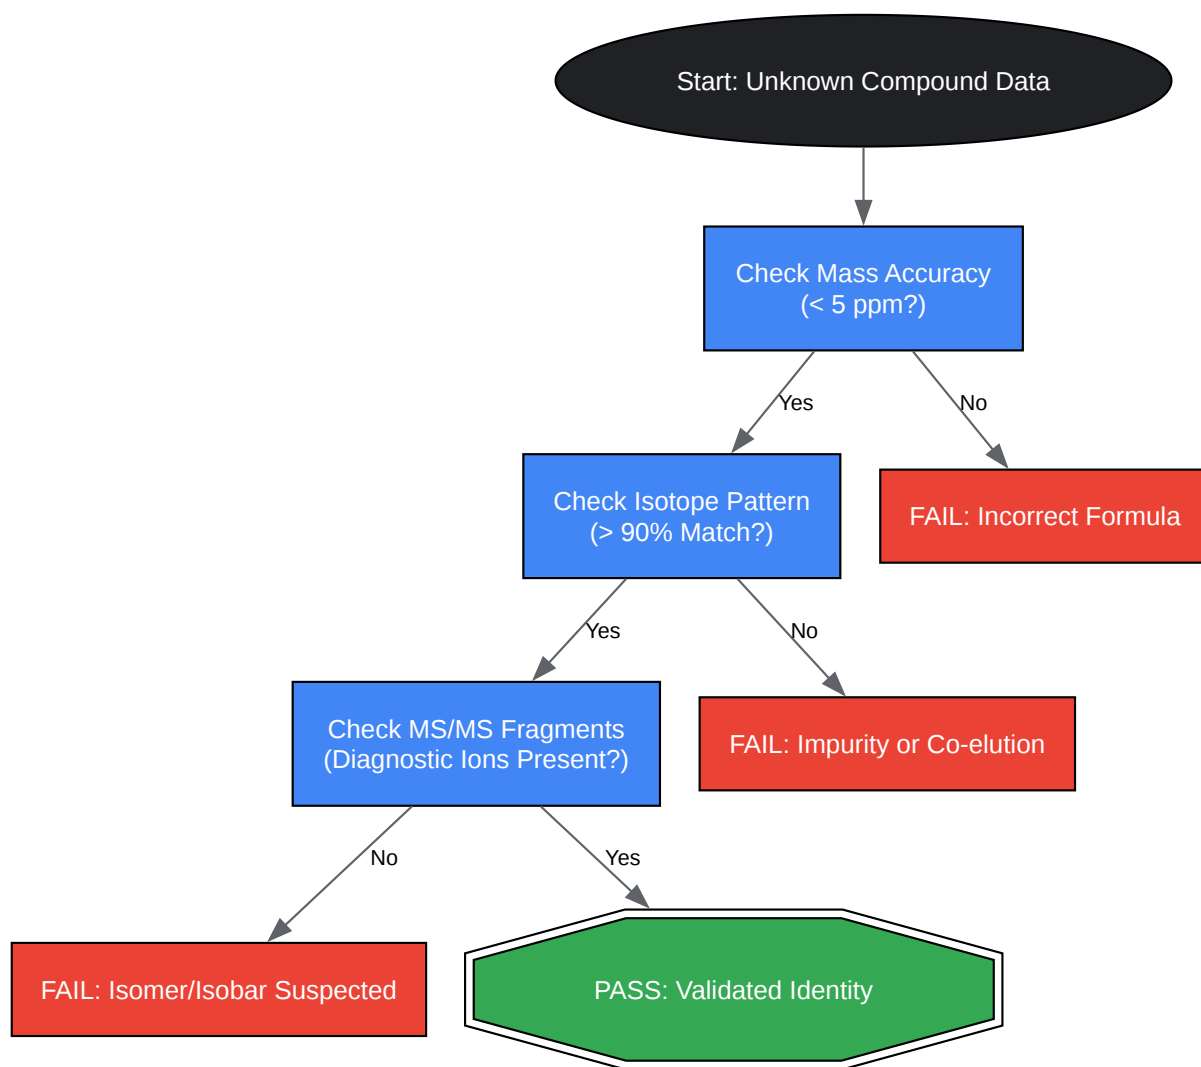 Start: Unknown Compound Data
Check Mass Accuracy
(< 5 ppm?)
Yes
No
Check Isotope Pattern
(> 90% Match?)
FAIL: Incorrect Formula
Yes
No
Check MS/MS Fragments
(Diagnostic Ions Present?)
FAIL: Impurity or Co-elution
No
Yes
FAIL: Isomer/Isobar Suspected
PASS: Validated Identity